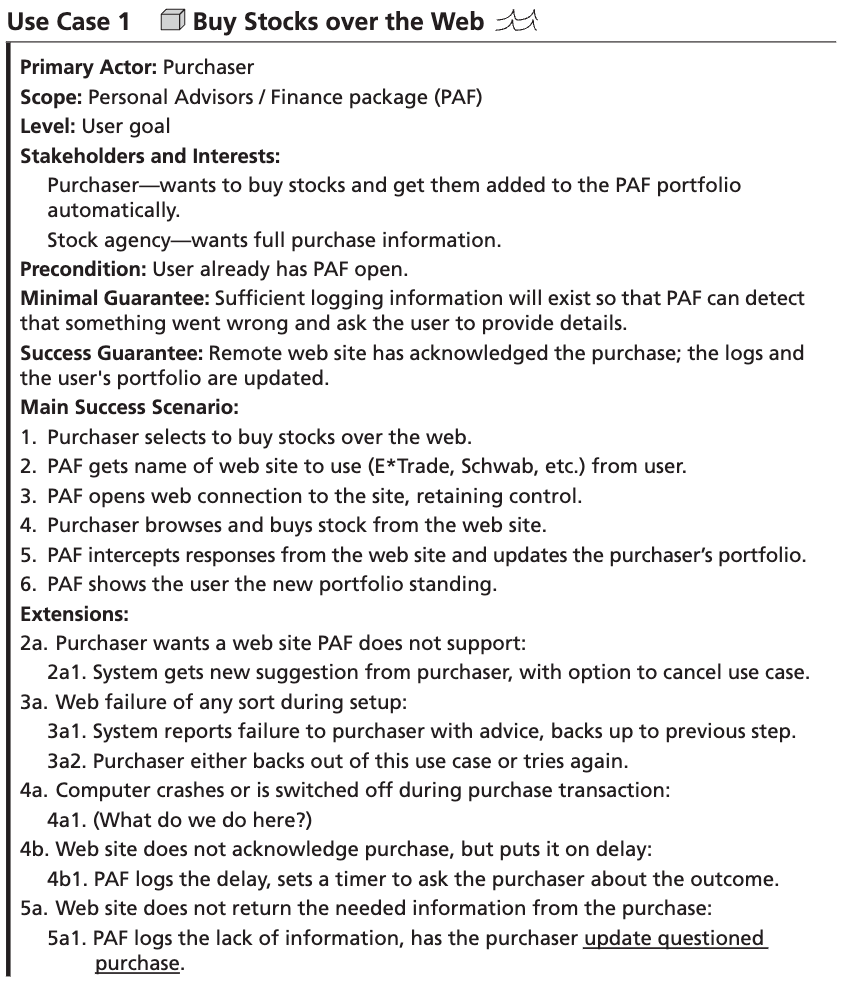 Use Case 1 Buy Stocks over the Web
Primary Actor: Purchaser
Scope: Personal Advisors / Finance package (PAF)
Level: User goal
Stakeholders and Interests:
Purchaser—wants to buy stocks and get them added to the PAF portfolio
automatically.
Stock agency—wants full purchase information.
Precondition: User already has PAF open.
Minimal Guarantee: Sufficient logging information will exist so that PAF can detect
that something went wrong and ask the user to provide details.
Success Guarantee: Remote web site has acknowledged the purchase; the logs and
the user's portfolio are updated.
Main Success Scenario:
1. Purchaser selects to buy stocks over the web.
2. PAF gets name of web site to use (E*Trade, Schwab, etc.) from user.
3. PAF opens web connection to the site, retaining control.
4. Purchaser browses and buys stock from the web site.
5. PAF intercepts responses from the web site and updates the purchaser’s portfolio.
6. PAF shows the user the new portfolio standing.
Extensions:
2a. Purchaser wants a web site PAF does not support:
2a1. System gets new suggestion from purchaser, with option to cancel use case.
3a. Web failure of any sort during setup:
3a1. System reports failure to purchaser with advice, backs up to previous step.
3a2. Purchaser either backs out of this use case or tries again.
4a. Computer crashes or is switched off during purchase transaction:
4a1. (What do we do here?)
4b. Web site does not acknowledge purchase, but puts it on delay:
4b1. PAF logs the delay, sets a timer to ask the purchaser about the outcome.
5a. Web site does not return the needed information from the purchase:
5a1. PAF logs the lack of information, has the purchaser update questioned
purchase.